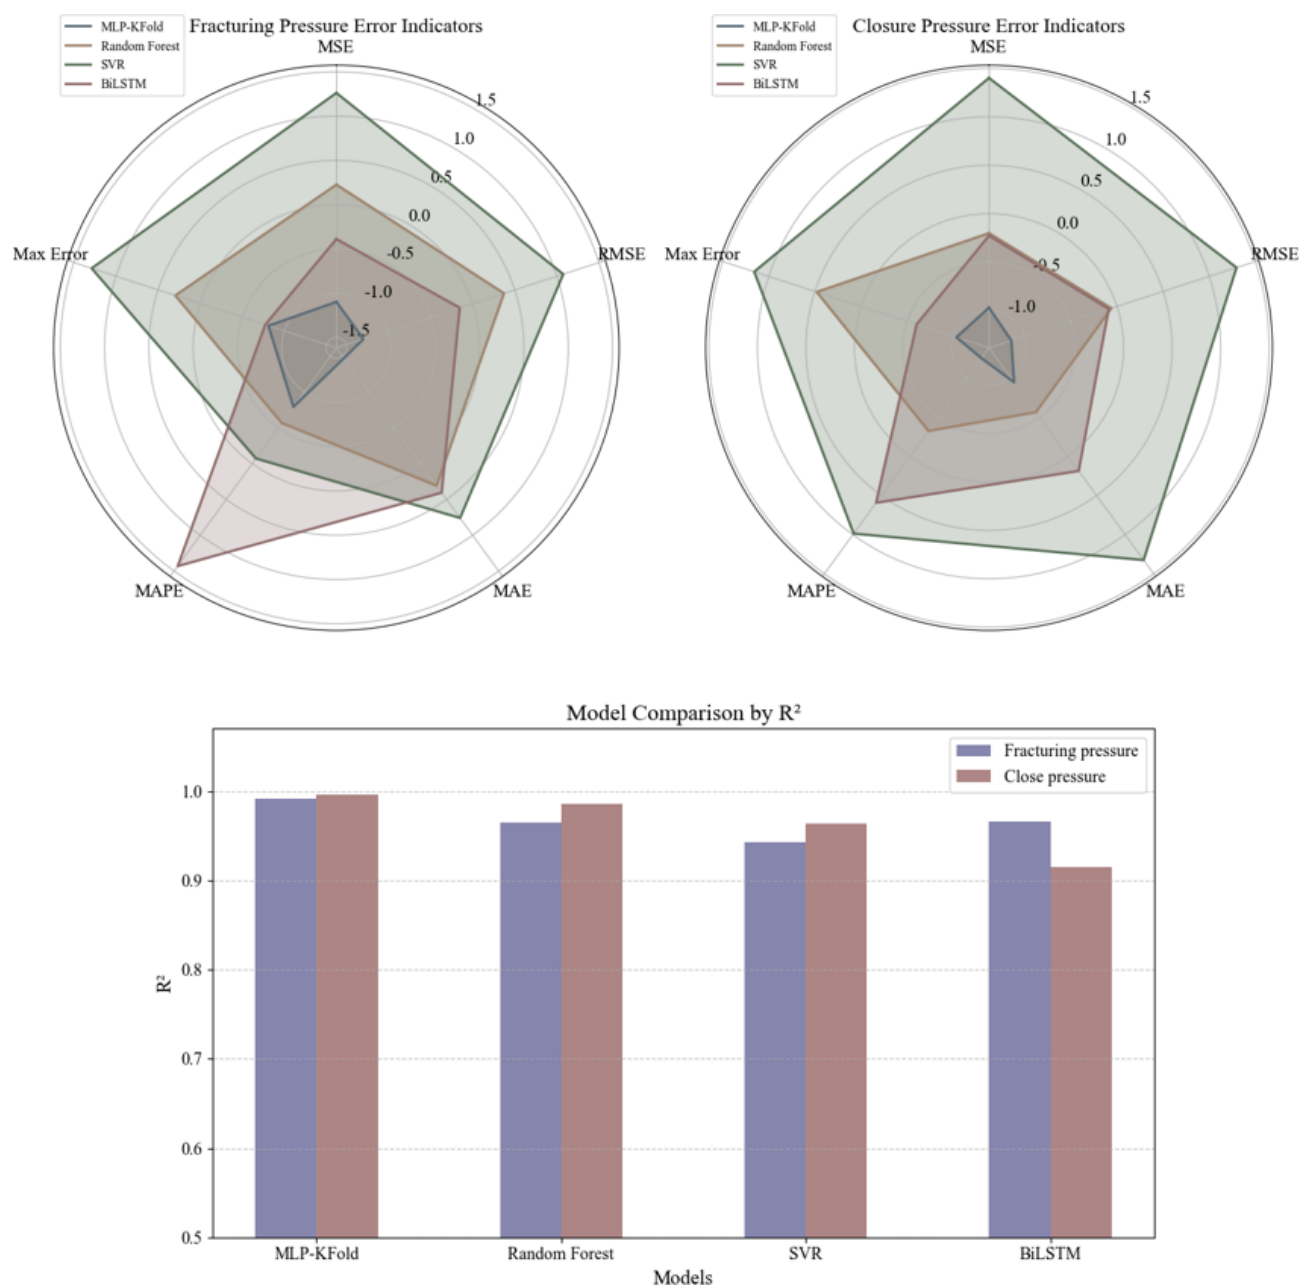 Fracturing Pressure Error Indicators
MLP-KFold
Random Forest
SVR
BiLSTM
MSE
RMSE
MAE
MAPE
Max Error
1.5
1.0
0.5
0.0
-0.5
-1.0
-1.5
Closure Pressure Error Indicators
MLP-KFold
Random Forest
SVR
BiLSTM
MSE
RMSE
MAE
MAPE
Max Error
1.5
1.0
0.5
0.0
-0.5
-1.0
Model Comparison by R²
Fracturing pressure
Close pressure
1.0
0.9
0.8
0.7
0.6
0.5
R²
MLP-KFold
Random Forest
SVR
BiLSTM
Models